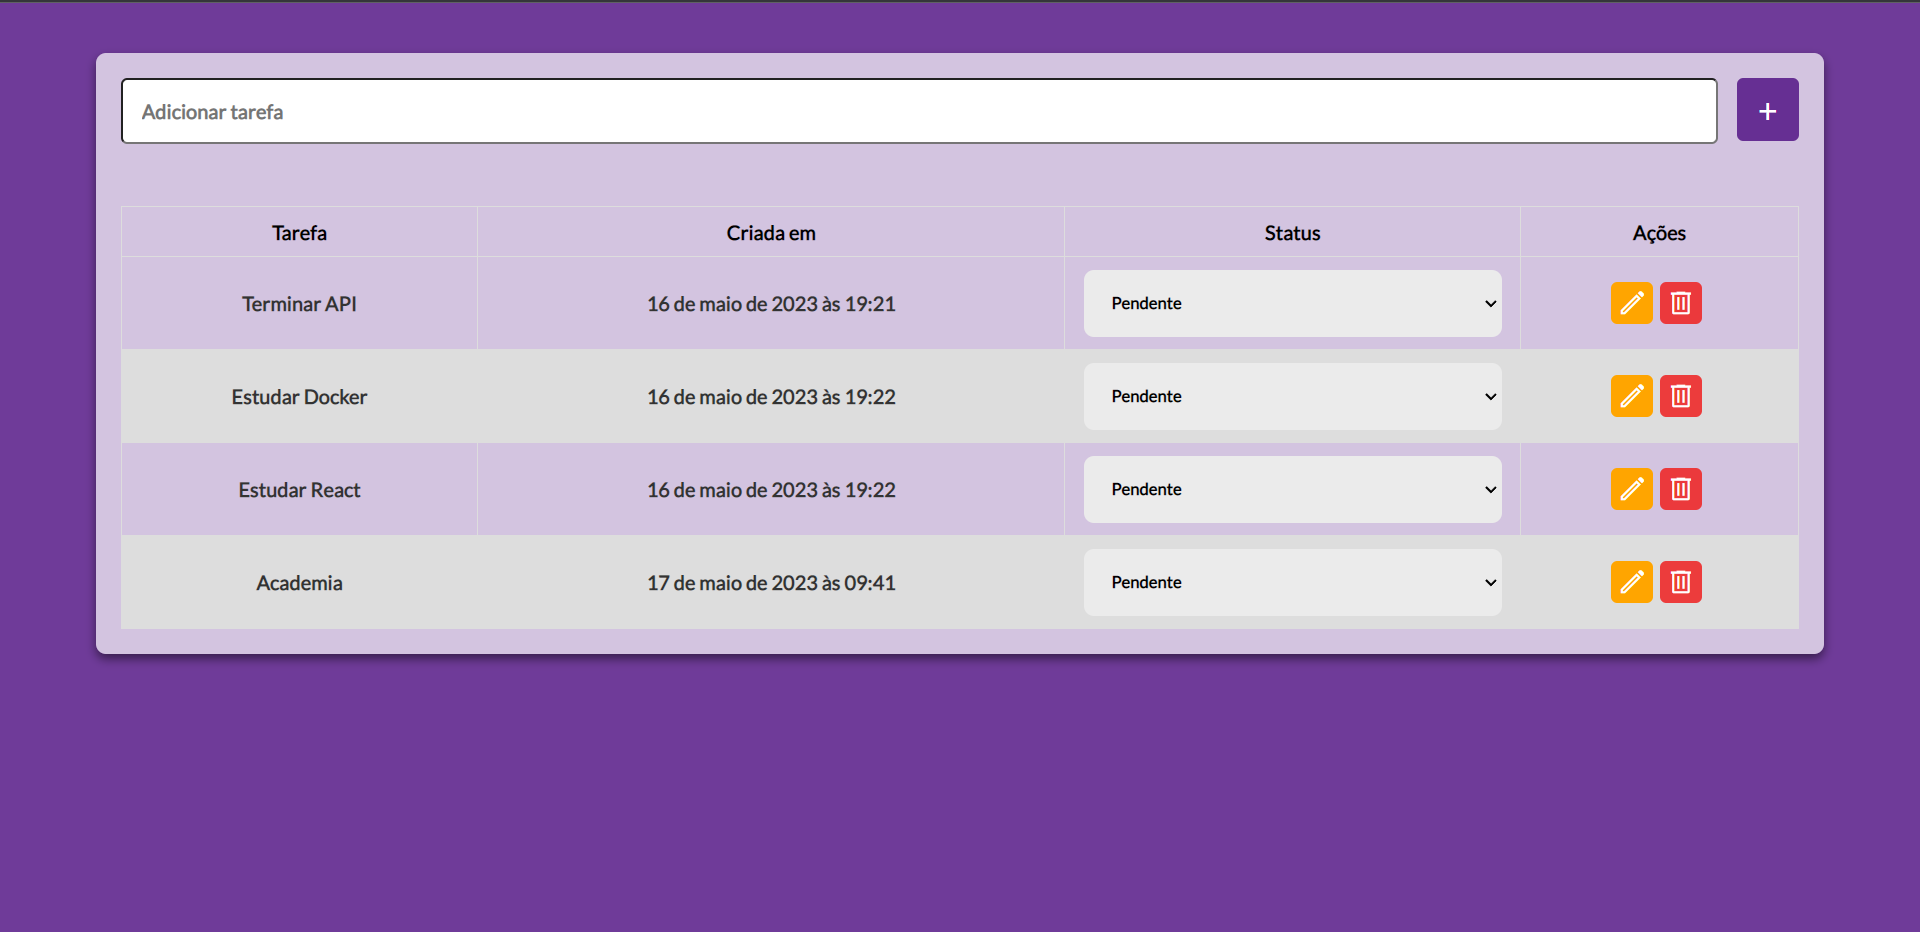 Adicionar tarefa
+
Tarefa Criada em Status Ações
Terminar API 16 de maio de 2023 às 19:21 Pendente
Estudar Docker 16 de maio de 2023 às 19:22 Pendente
Estudar React 16 de maio de 2023 às 19:22 Pendente
Academia 17 de maio de 2023 às 09:41 Pendente